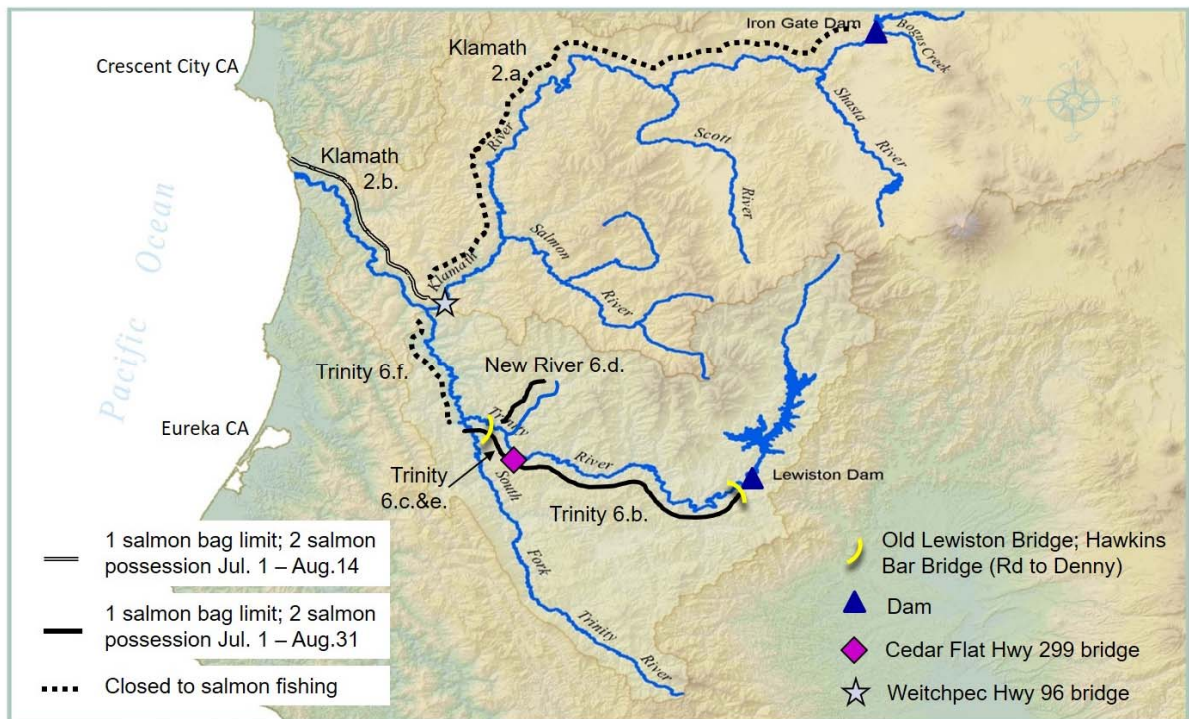 Iron Gate Dam
Bogus Creek
Klamath
2.a.
Crescent City CA
Shasta
River
River
Scott
River
Klamath
2.b.
Salmon
River
Klamath
Pacific Ocean
Trinity 6.f.
New River 6.d.
Trinity
River
Eureka CA
Trinity
6.c.&e.
Lewiston Dam
Trinity 6.b.
South
Fork
Trinity
River
1 salmon bag limit; 2 salmon
possession Jul. 1 – Aug.14
1 salmon bag limit; 2 salmon
possession Jul. 1 – Aug.31
Closed to salmon fishing
Old Lewiston Bridge; Hawkins
Bar Bridge (Rd to Denny)
Dam
Cedar Flat Hwy 299 bridge
Weitchpec Hwy 96 bridge